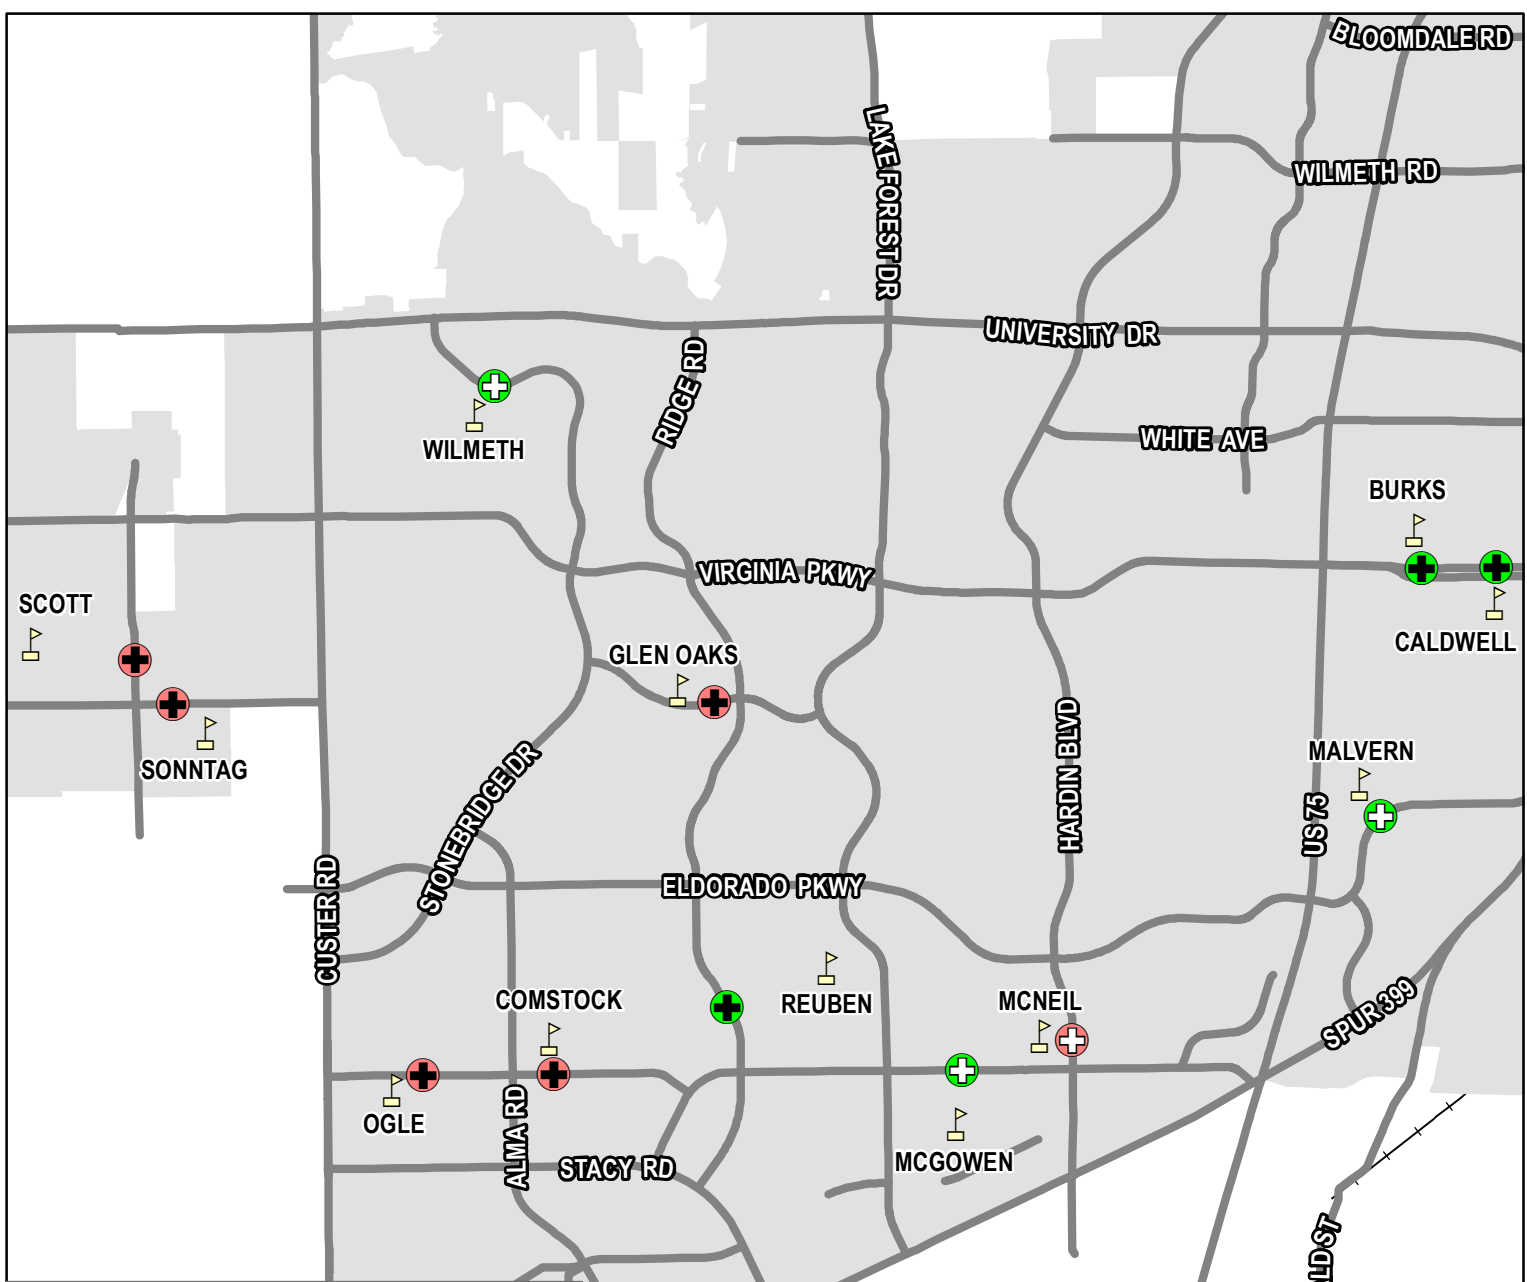 BLOOMDALE RD
LAKE FOREST DR
WILMETH RD
UNIVERSITY DR
RIDGE RD
WILMETH
WHITE AVE
BURKS
VIRGINIA PKWY
SCOTT
CALDWELL
GLEN OAKS
HARDIN BLVD
SONNTAG
STONEBRIDGE DR
MALVERN
US 75
CUSTER RD
ELDORADO PKWY
COMSTOCK
REUBEN
MCNEIL
SPUR 399
OGLE
ALMA RD
STACY RD
MCGOWEN
LD ST